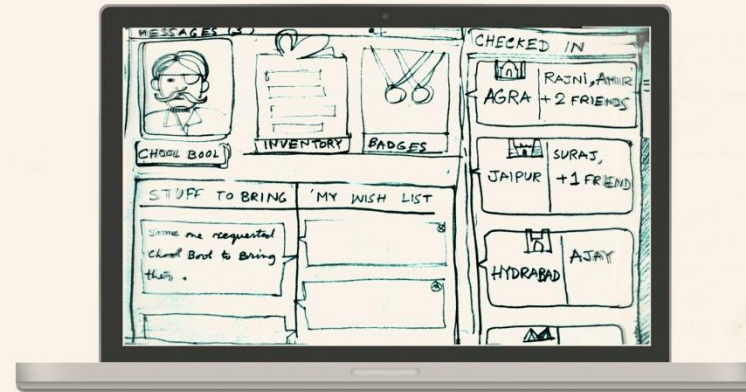 MESSAGES (3)
CHOOL BOOL
INVENTORY
BADGES
STUFF TO BRING
Some one requested
Chool Bool to Bring
this.
MY WISH LIST
CHECKED IN
AGRA
RAJNI, AMIR
+2 FRIENDS
JAIPUR
SURAJ,
+1 FRIEND
HYDRABAD
AJAY